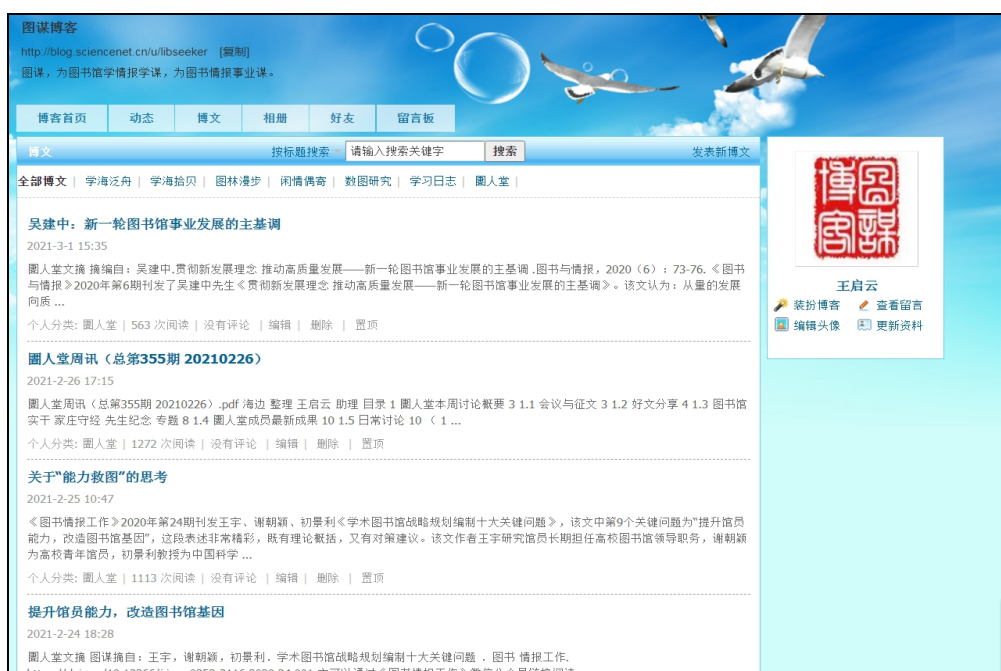 图谋博客
http://blog.sciencenet.cn/u/libseeker [复制]
图谋，为图书馆学情报学谋，为图书情报事业谋。
博客首页 动态 博文 相册 好友 留言板
博文 按标题搜索 请输入搜索关键字 搜索 发表新博文
全部博文 | 学海泛舟 | 学海拾贝 | 图林漫步 | 闲情偶寄 | 数图研究 | 学习日志 | 圕人堂 |
吴建中：新一轮图书馆事业发展的主基调
2021-3-1 15:35
圕人堂文摘 摘编自：吴建中.贯彻新发展理念 推动高质量发展——新一轮图书馆事业发展的主基调 .图书与情报，2020（6）：73-76.《图书
与情报》2020年第6期刊发了吴建中先生《贯彻新发展理念 推动高质量发展——新一轮图书馆事业发展的主基调》。该文认为：从量的发展
向质 ...
个人分类: 圕人堂 | 563 次阅读 | 没有评论 | 编辑 | 删除 | 置顶
圕人堂周讯（总第355期 20210226）
2021-2-26 17:15
圕人堂周讯（总第355期 20210226）.pdf 海边 整理 王启云 助理 目录 1 圕人堂本周讨论概要 3 1.1 会议与征文 3 1.2 好文分享 4 1.3 图书馆
实干 家庄守经 先生纪念 专题 8 1.4 圕人堂成员最新成果 10 1.5 日常讨论 10 （ 1 ...
个人分类: 圕人堂 | 1272 次阅读 | 没有评论 | 编辑 | 删除 | 置顶
关于“能力救图”的思考
2021-2-25 10:47
《图书情报工作》2020年第24期刊发王宇、谢朝颖、初景利《学术图书馆战略规划编制十大关键问题》，该文中第9个关键问题为“提升馆员
能力，改造图书馆基因”，这段表述非常精彩，既有理论概括，又有对策建议。该文作者王宇研究馆员长期担任高校图书馆领导职务，谢朝颖
为高校青年馆员，初景利教授为中国科学 ...
个人分类: 圕人堂 | 1113 次阅读 | 没有评论 | 编辑 | 删除 | 置顶
提升馆员能力，改造图书馆基因
2021-2-24 18:28
圕人堂文摘 图谋摘自：王宇，谢朝颖，初景利．学术图书馆战略规划编制十大关键问题 ．图书 情报工作.
圖謀博客
王启云
装扮博客 查看留言
编辑头像 更新资料